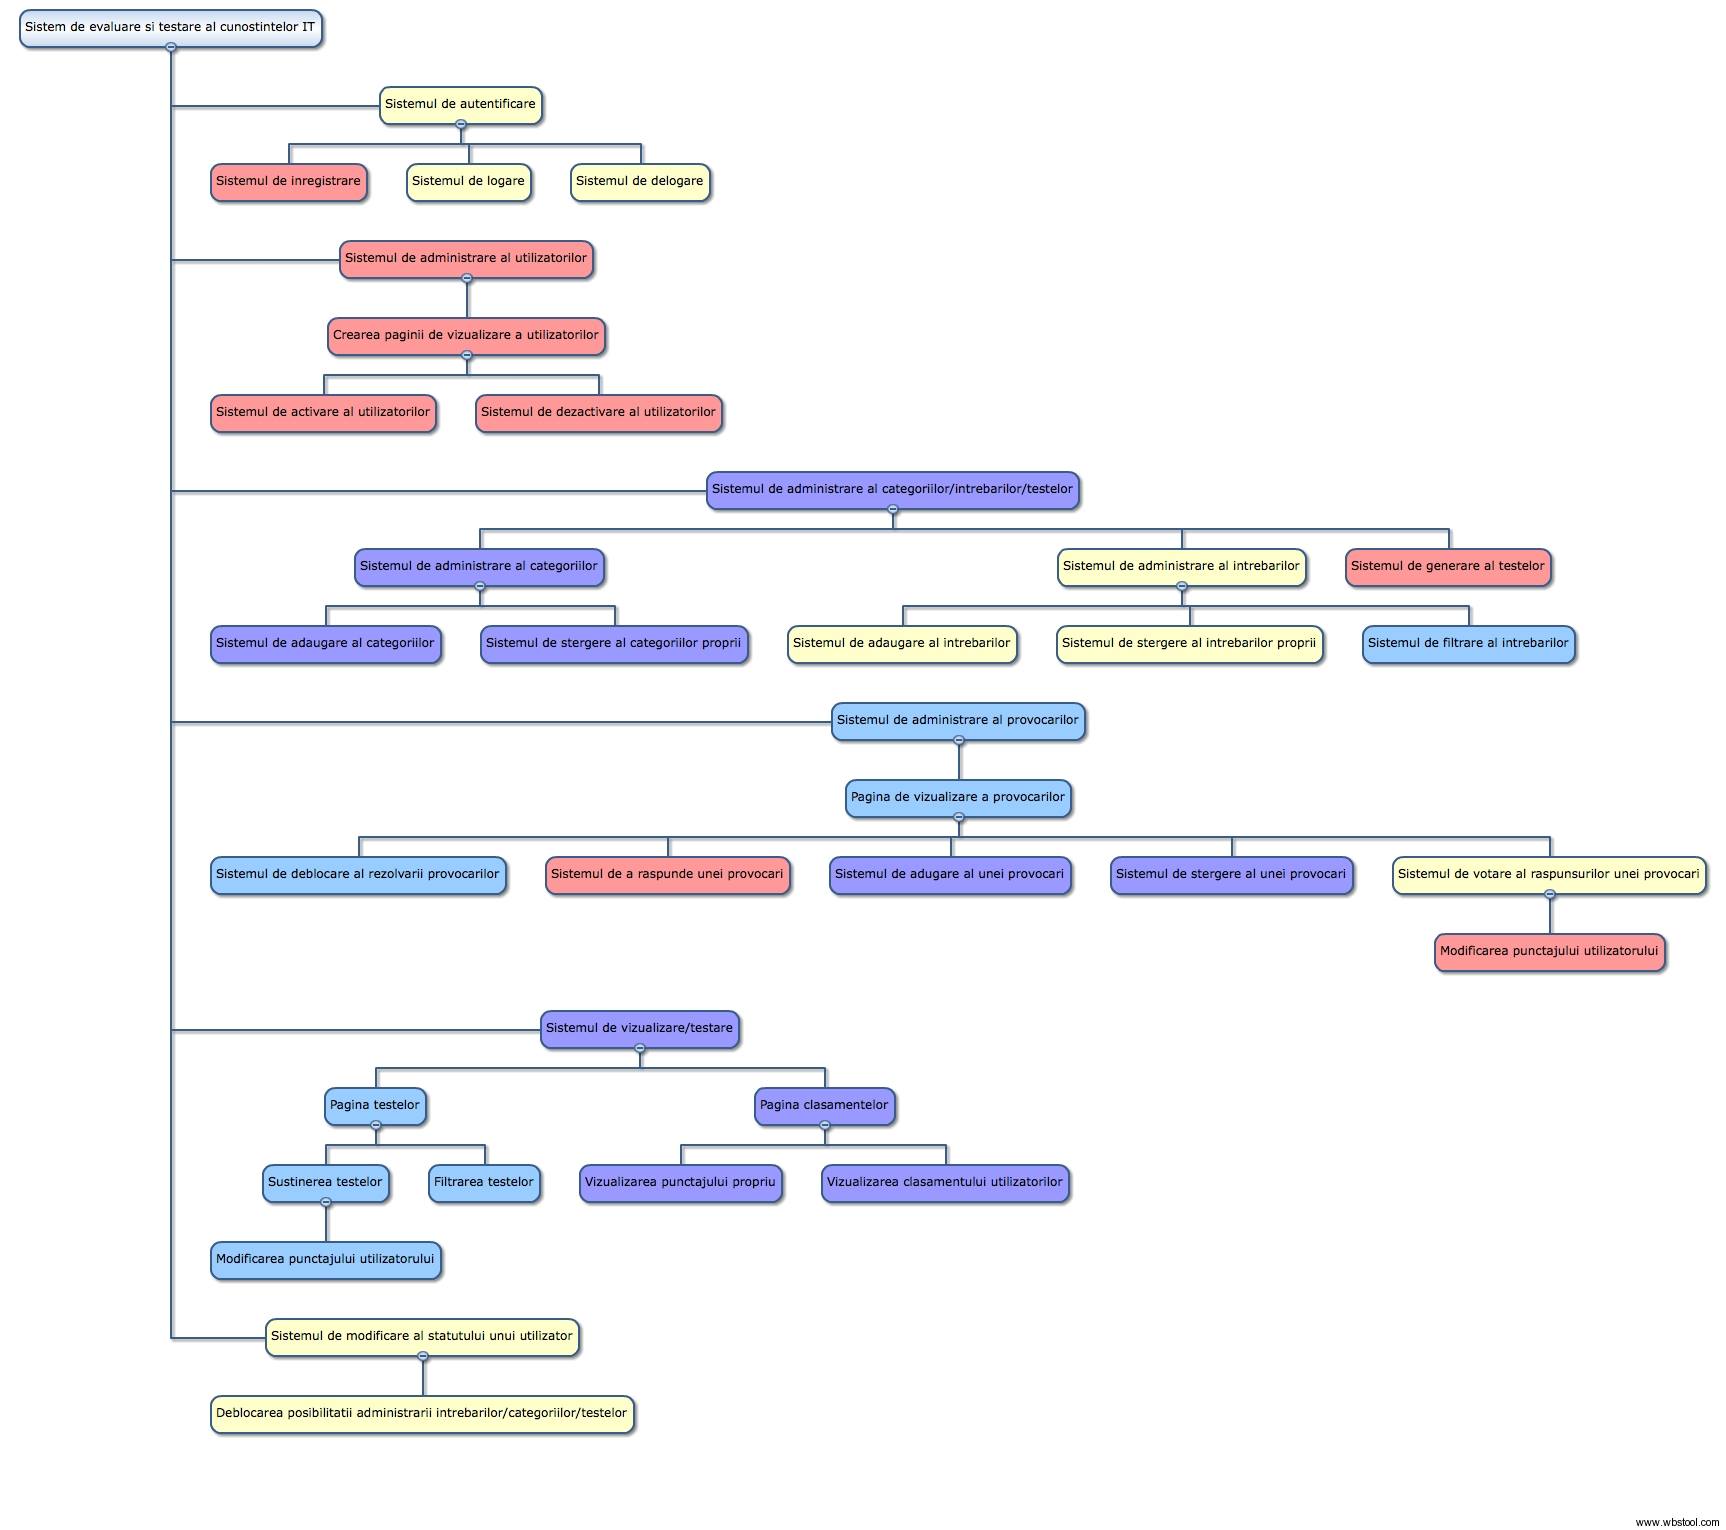 Sistem de evaluare si testare al cunostintelor IT
Sistemul de autentificare
Sistemul de inregistrare
Sistemul de logare
Sistemul de delogare
Sistemul de administrare al utilizatorilor
Crearea paginii de vizualizare a utilizatorilor
Sistemul de activare al utilizatorilor
Sistemul de dezactivare al utilizatorilor
Sistemul de administrare al categoriilor/intrebarilor/testelor
Sistemul de administrare al categoriilor
Sistemul de administrare al intrebarilor
Sistemul de generare al testelor
Sistemul de adaugare al categoriilor
Sistemul de stergere al categoriilor proprii
Sistemul de adaugare al intrebarilor
Sistemul de stergere al intrebarilor proprii
Sistemul de filtrare al intrebarilor
Sistemul de administrare al provocarilor
Pagina de vizualizare a provocarilor
Sistemul de deblocare al rezolvarii provocarilor
Sistemul de a raspunde unei provocari
Sistemul de adugare al unei provocari
Sistemul de stergere al unei provocari
Sistemul de votare al raspunsurilor unei provocari
Modificarea punctajului utilizatorului
Sistemul de vizualizare/testare
Pagina testelor
Pagina clasamentelor
Sustinerea testelor
Filtrarea testelor
Vizualizarea punctajului propriu
Vizualizarea clasamentului utilizatorilor
Modificarea punctajului utilizatorului
Sistemul de modificare al statutului unui utilizator
Deblocarea posibilitatii administrarii intrebarilor/categoriilor/testelor
www.wbstool.com